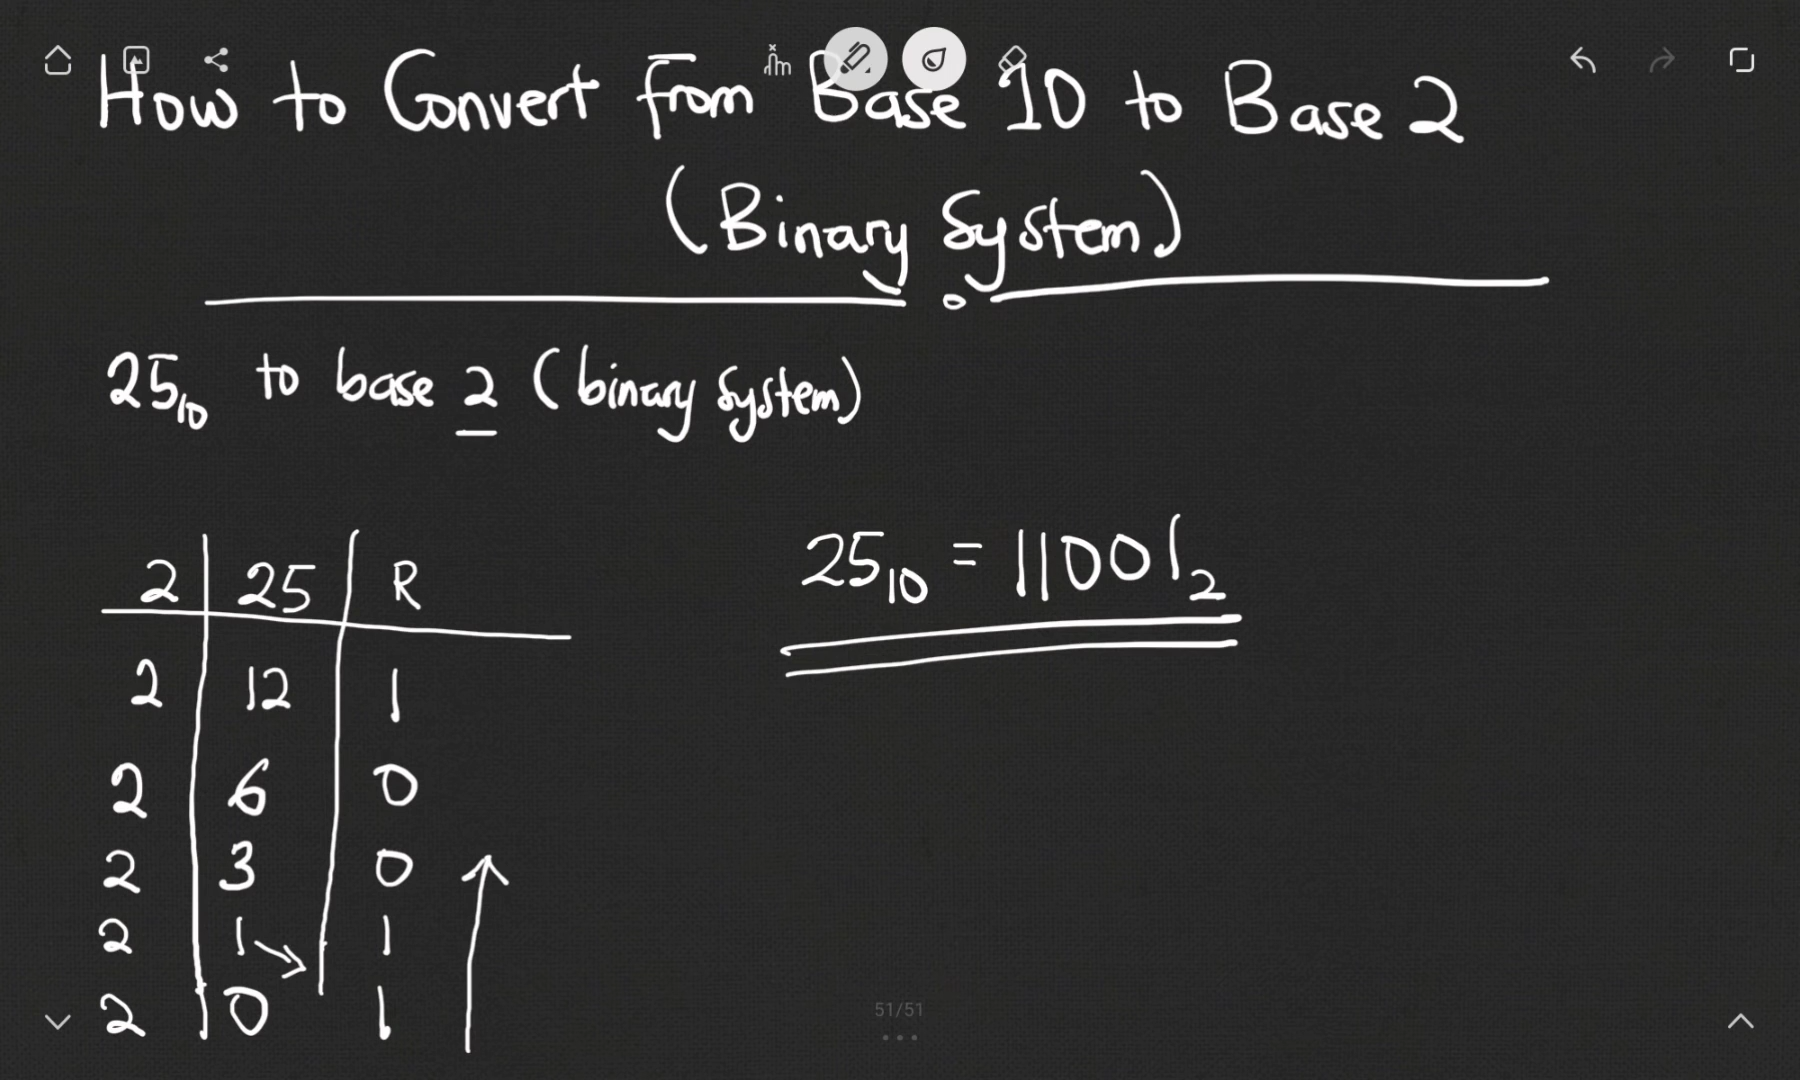 How to Convert from Base 10 to Base 2
(Binary System)
25₁₀ to base 2 (binary system)
25₁₀ = 11001₂
2 25 R
2 12 1
2 6 0
2 3 0
2 1 1
2 0 1
51/51